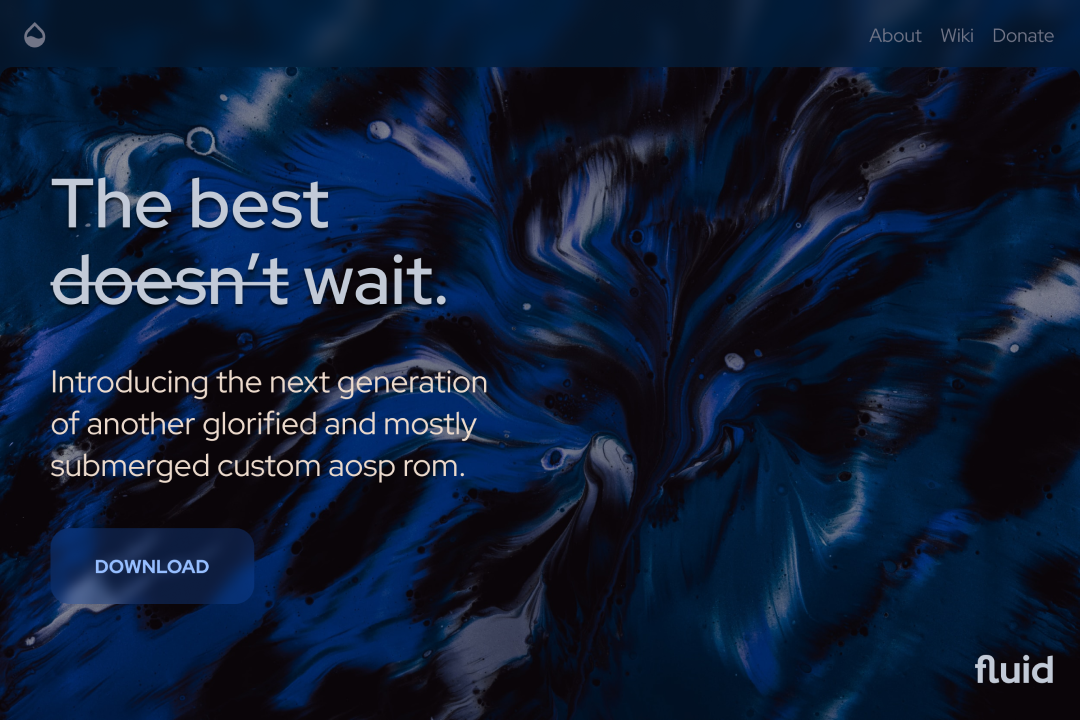 About Wiki Donate
The best
doesn’t wait.
Introducing the next generation
of another glorified and mostly
submerged custom aosp rom.
DOWNLOAD
fluid